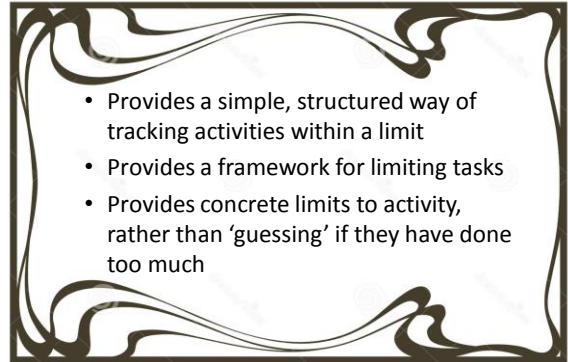 • Provides a simple, structured way of
tracking activities within a limit
• Provides a framework for limiting tasks
• Provides concrete limits to activity,
rather than ‘guessing’ if they have done
too much